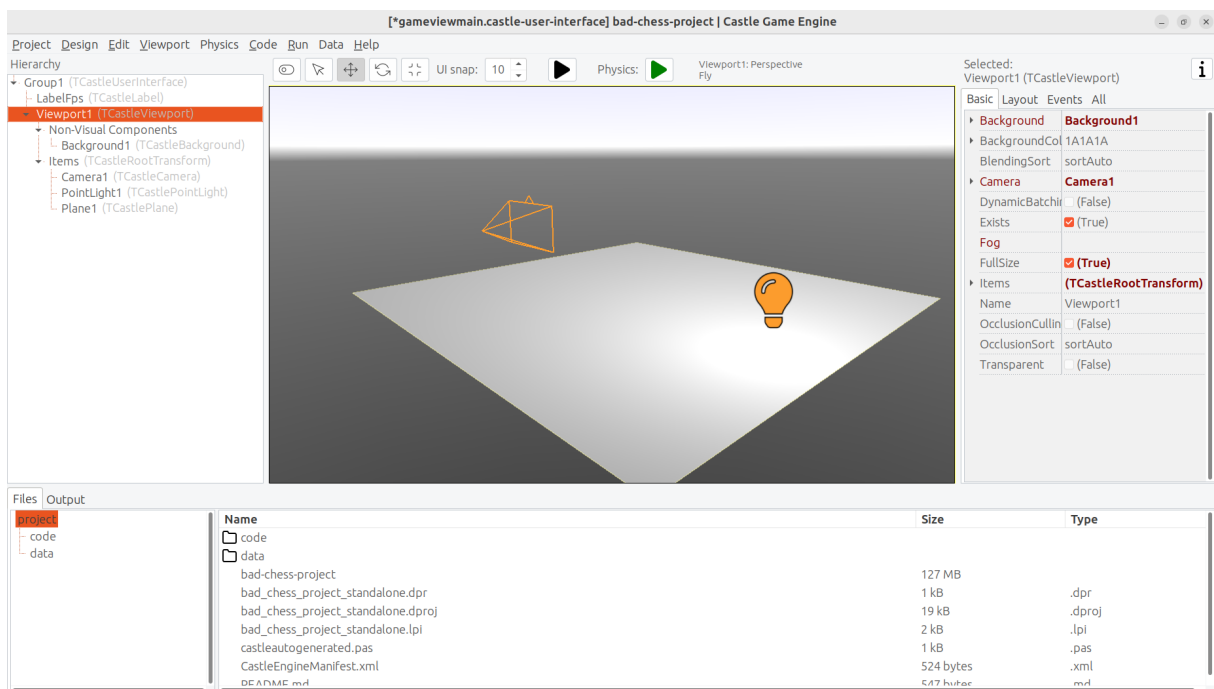 [*gameviewmain.castle-user-interface] bad-chess-project | Castle Game Engine
Project Design Edit Viewport Physics Code Run Data Help
Hierarchy
Group1 (TCastleUserInterface)
LabelFps (TCastleLabel)
Viewport1 (TCastleViewport)
Non-Visual Components
Background1 (TCastleBackground)
Items (TCastleRootTransform)
Camera1 (TCastleCamera)
PointLight1 (TCastlePointLight)
Plane1 (TCastlePlane)
UI snap: 10 Physics:
Viewport1: Perspective
Fly
Selected:
Viewport1 (TCastleViewport)
i
Basic Layout Events All
Background Background1
BackgroundCol 1A1A1A
BlendingSort sortAuto
Camera Camera1
DynamicBatchin (False)
Exists (True)
Fog
FullSize (True)
Items (TCastleRootTransform)
Name Viewport1
OcclusionCullin (False)
OcclusionSort sortAuto
Transparent (False)
Files Output
project
code
data
Name Size Type
code
data
bad-chess-project 127 MB
bad_chess_project_standalone.dpr 1 kB .dpr
bad_chess_project_standalone.dproj 19 kB .dproj
bad_chess_project_standalone.lpi 2 kB .lpi
castleautogenerated.pas 1 kB .pas
CastleEngineManifest.xml 524 bytes .xml
README.md 547 bytes .md